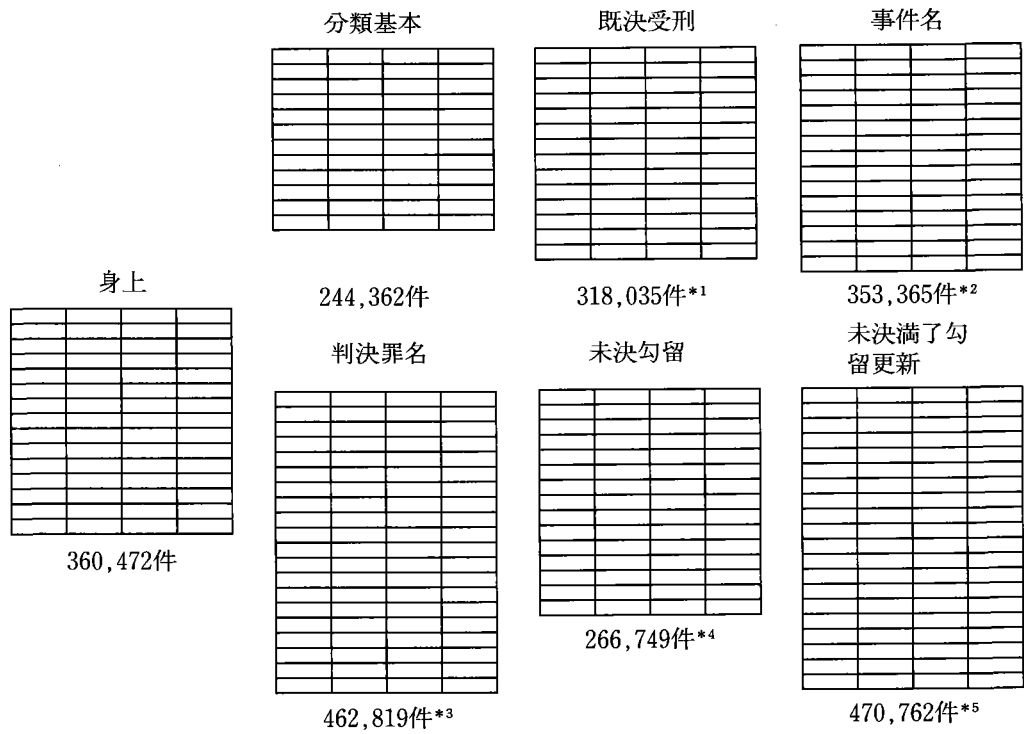 分類基本
既決受刑
事件名
244,362件
318,035件*1
353,365件*2
身上
360,472件
判決罪名
未決勾留
未決満了勾
留更新
462,819件*3
266,749件*4
470,762件*5